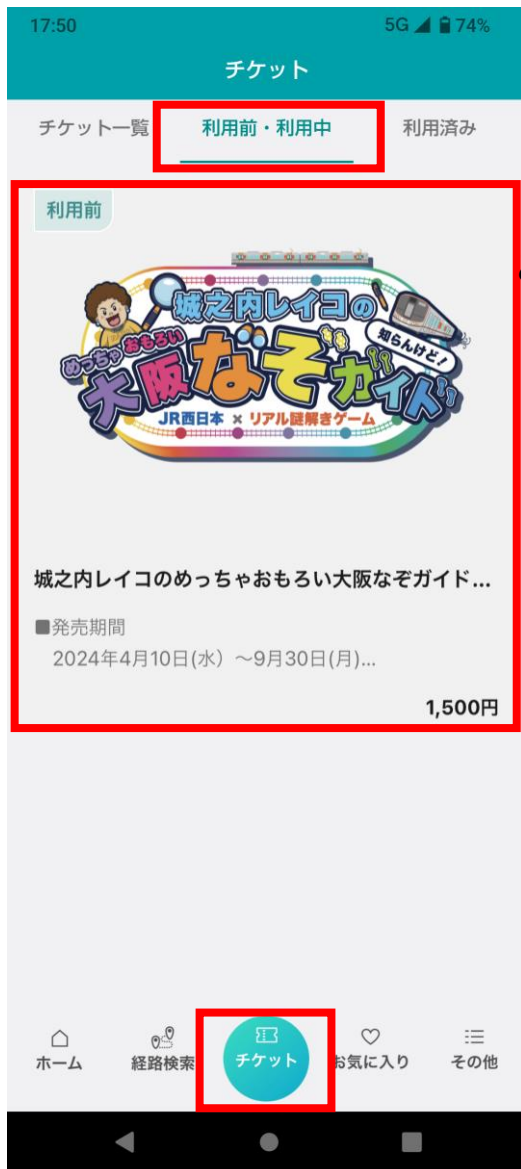 17:50 5G 74%
チケット
チケット一覧 利用前・利用中 利用済み
利用前
城之内レイコの
めっちゃおもろい
知らんけど！
大阪なぞガイド
JR西日本 × リアル謎解きゲーム
城之内レイコのめっちゃおもろい大阪なぞガイド...
■発売期間
2024年4月10日(水）～9月30日(月)...
1,500円
ホーム 経路検索 チケット お気に入り その他